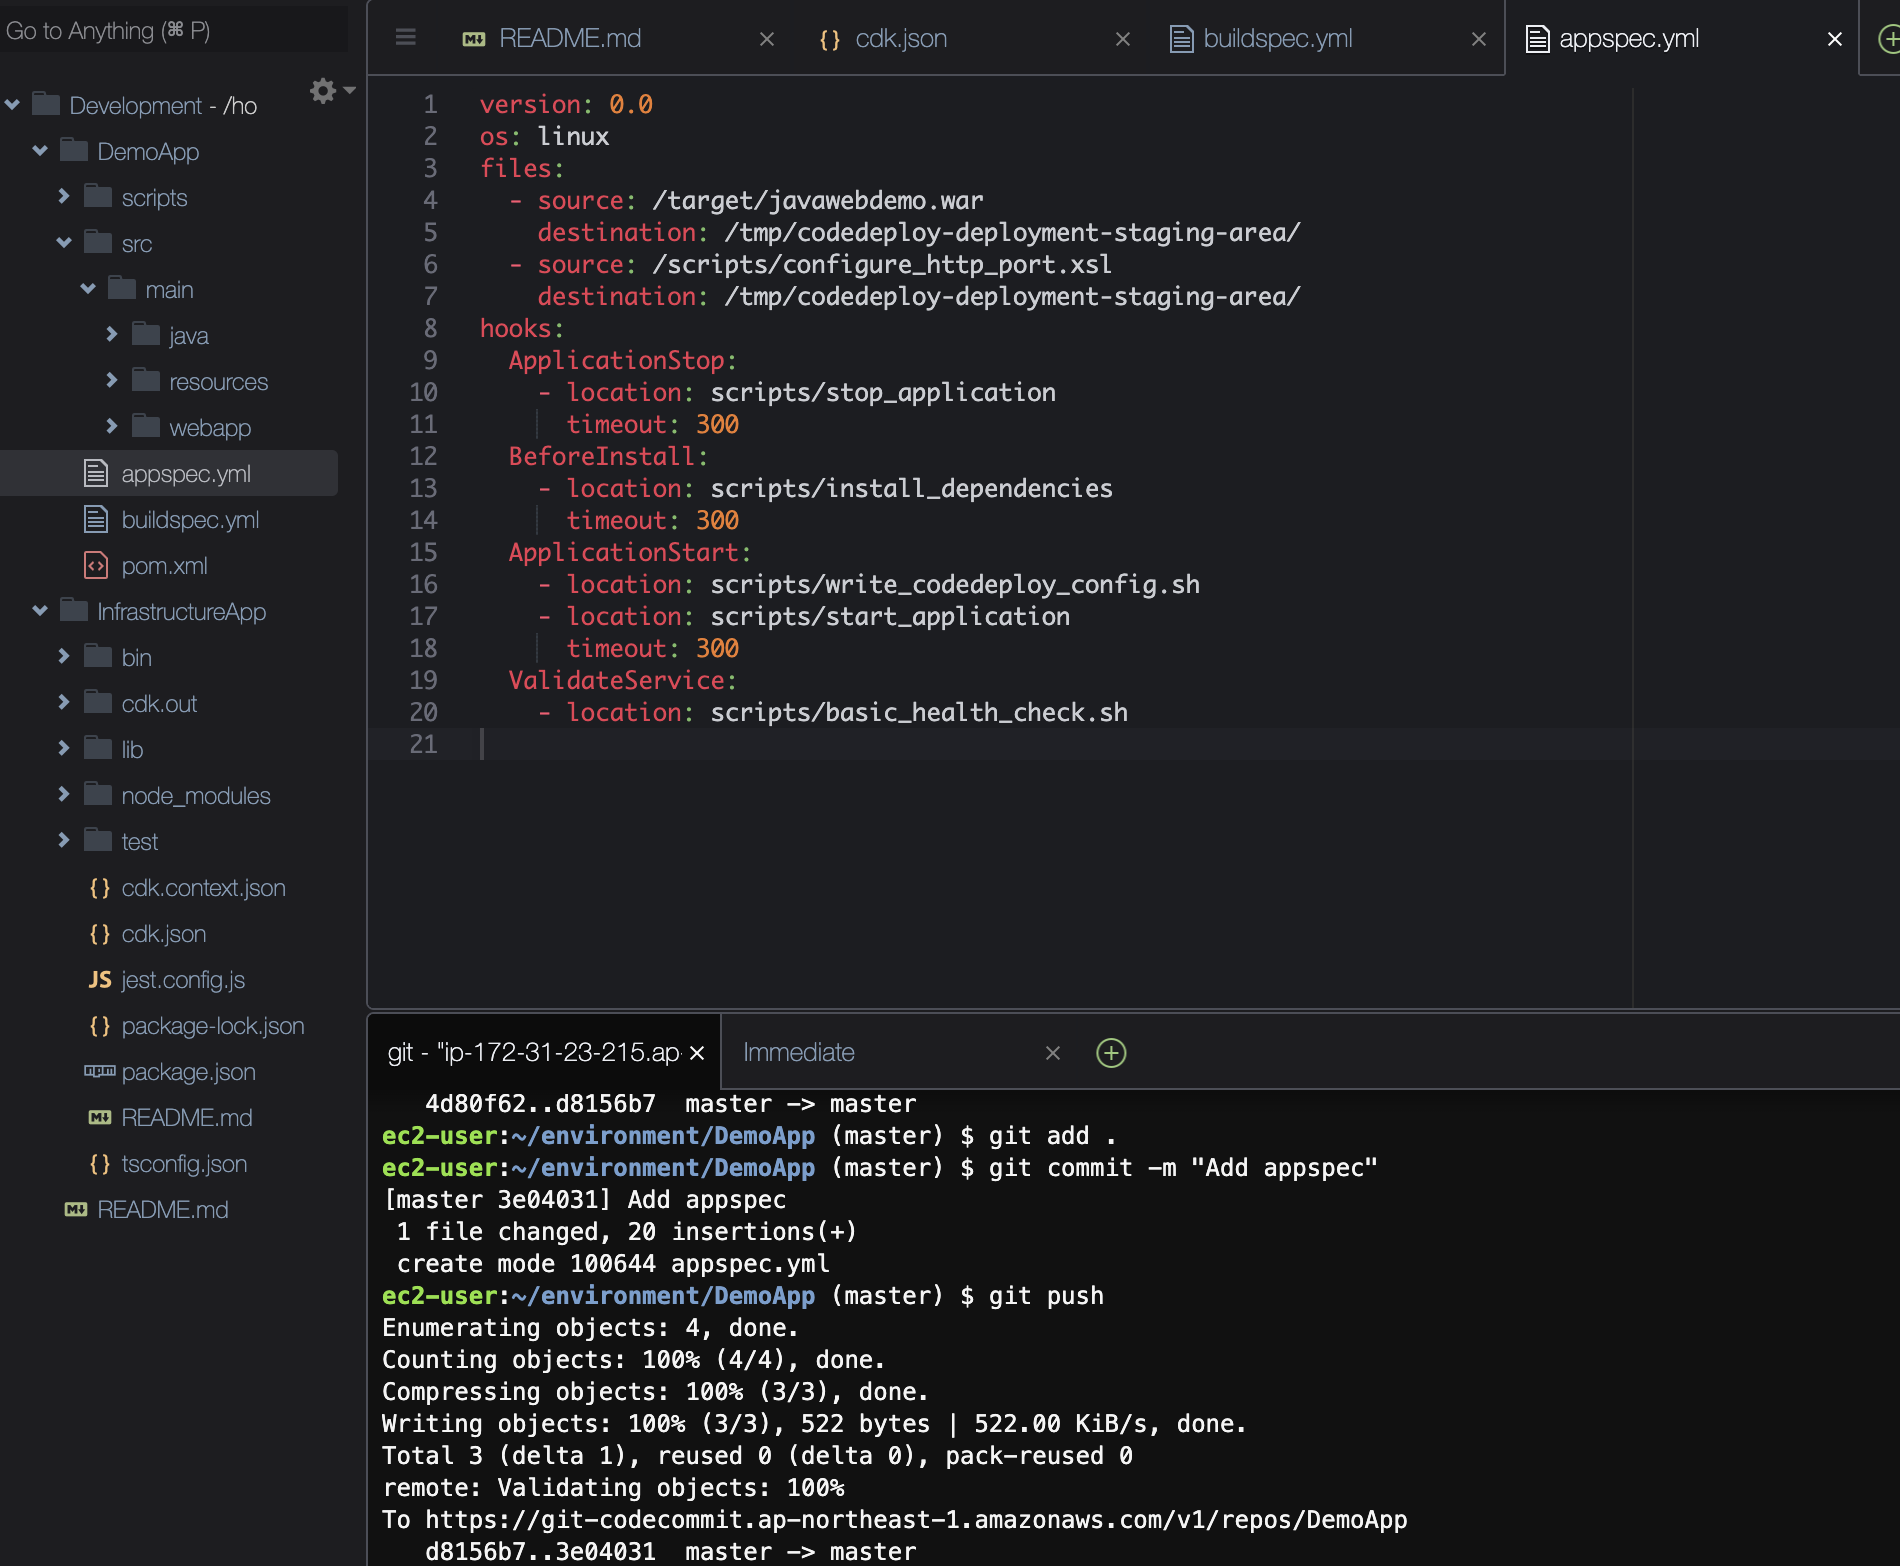 Go to Anything (⌘ P)
Development - /ho
DemoApp
scripts
src
main
java
resources
webapp
appspec.yml
buildspec.yml
pom.xml
InfrastructureApp
bin
cdk.out
lib
node_modules
test
cdk.context.json
cdk.json
JS jest.config.js
package-lock.json
package.json
README.md
tsconfig.json
README.md
README.md
cdk.json
buildspec.yml
appspec.yml
1 version: 0.0
2 os: linux
3 files:
4 - source: /target/javawebdemo.war
5 destination: /tmp/codedeploy-deployment-staging-area/
6 - source: /scripts/configure_http_port.xsl
7 destination: /tmp/codedeploy-deployment-staging-area/
8 hooks:
9 ApplicationStop:
10 - location: scripts/stop_application
11 timeout: 300
12 BeforeInstall:
13 - location: scripts/install_dependencies
14 timeout: 300
15 ApplicationStart:
16 - location: scripts/write_codedeploy_config.sh
17 - location: scripts/start_application
18 timeout: 300
19 ValidateService:
20 - location: scripts/basic_health_check.sh
21
git - "ip-172-31-23-215.ap-
Immediate
4d80f62..d8156b7  master -> master
ec2-user:~/environment/DemoApp (master) $ git add .
ec2-user:~/environment/DemoApp (master) $ git commit -m "Add appspec"
[master 3e04031] Add appspec
1 file changed, 20 insertions(+)
create mode 100644 appspec.yml
ec2-user:~/environment/DemoApp (master) $ git push
Enumerating objects: 4, done.
Counting objects: 100% (4/4), done.
Compressing objects: 100% (3/3), done.
Writing objects: 100% (3/3), 522 bytes | 522.00 KiB/s, done.
Total 3 (delta 1), reused 0 (delta 0), pack-reused 0
remote: Validating objects: 100%
To https://git-codecommit.ap-northeast-1.amazonaws.com/v1/repos/DemoApp
d8156b7..3e04031  master -> master